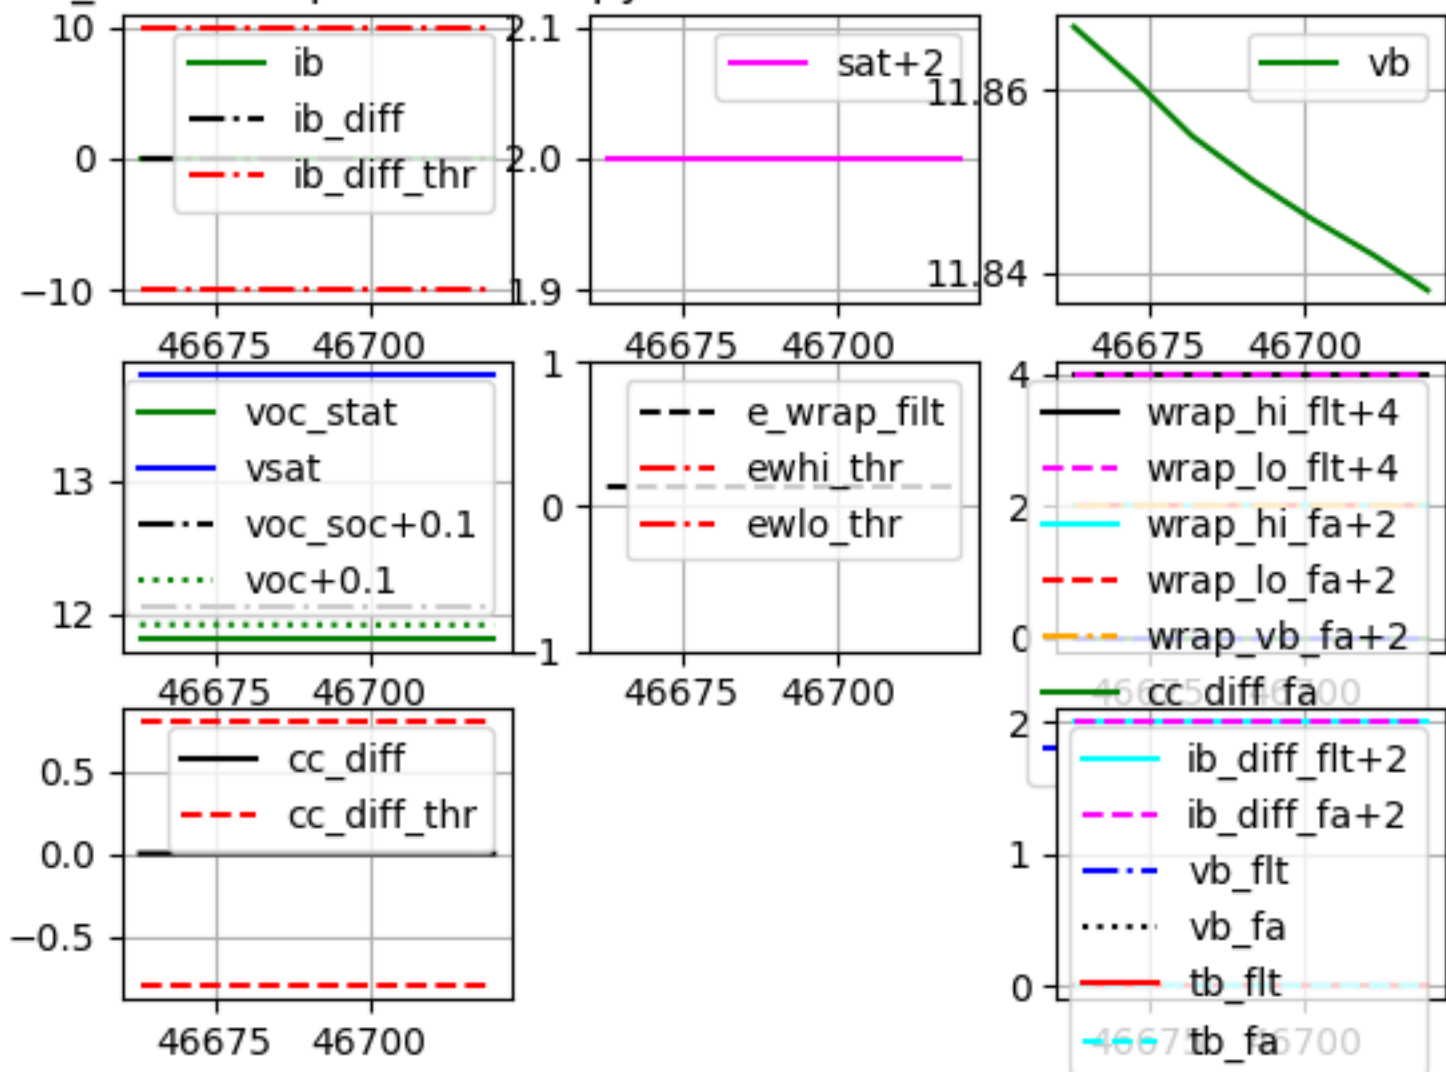 10
0
−10
ib
ib_diff
ib_diff_thr
46675 46700
2.1
2.0
1.9
sat+2
46675 46700
11.86
11.84
vb
46675 46700
13
12
voc_stat
vsat
voc_soc+0.1
voc+0.1
46675 46700
1
0
−1
e_wrap_filt
ewhi_thr
ewlo_thr
46675 46700
4
2
0
wrap_hi_flt+4
wrap_lo_flt+4
wrap_hi_fa+2
wrap_lo_fa+2
wrap_vb_fa+2
cc_diff_fa
46675 46700
0.5
0.0
−0.5
cc_diff
cc_diff_thr
46675 46700
2
1
0
ib_diff_flt+2
ib_diff_fa+2
vb_flt
vb_fa
tb_flt
tb_fa
46675 46700